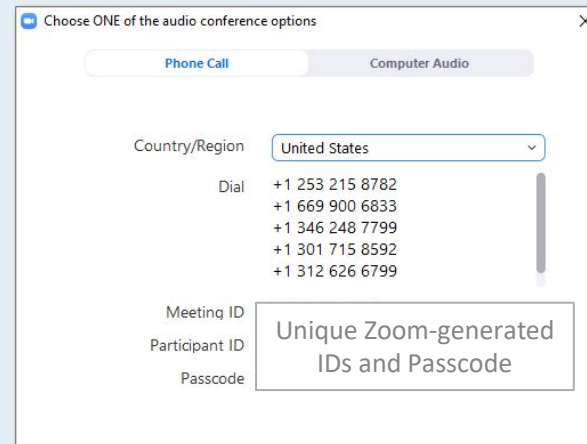 Choose ONE of the audio conference options
Phone Call Computer Audio
Country/Region United States
Dial +1 253 215 8782
+1 669 900 6833
+1 346 248 7799
+1 301 715 8592
+1 312 626 6799
Meeting ID
Participant ID
Passcode
Unique Zoom-generated
IDs and Passcode